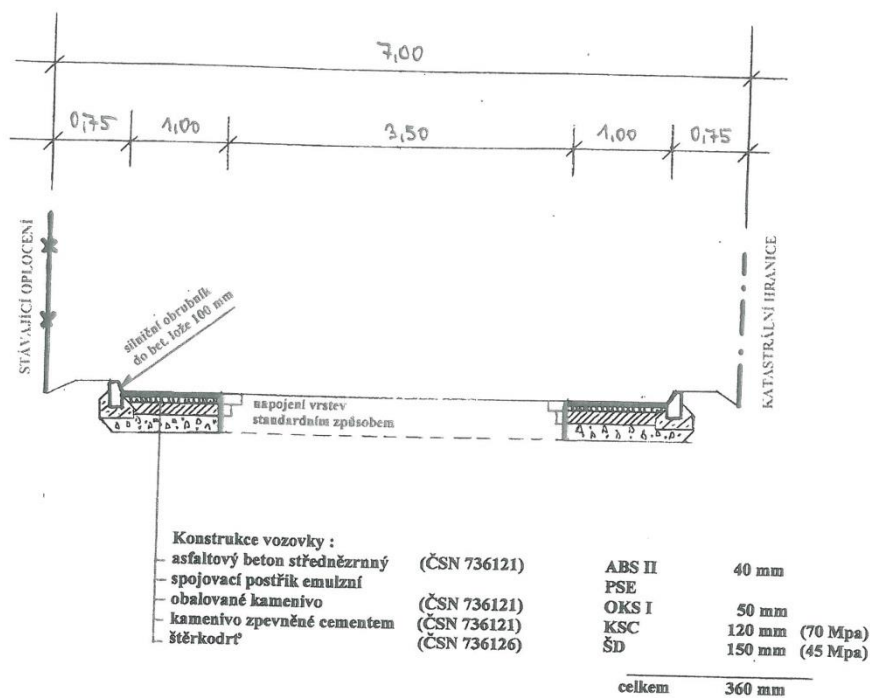 7,00
0,75 1,00 3,50 1,00 0,75
STÁVAJÍCÍ OPLOCENÍ
silniční obrubník
do bet. lože 100 mm
KATASTRÁLNÍ HRANICE
napojení vrstev
standardním způsobem
Konstrukce vozovky :
asfaltový beton střednězrnný (ČSN 736121) ABS II 40 mm
spojovací postřik emulzní PSE
obalované kamenivo (ČSN 736121) OKS I 50 mm
kamenivo zpevněné cementem (ČSN 736121) KSC 120 mm (70 Mpa)
štěrkodrť (ČSN 736126) ŠD 150 mm (45 Mpa)
celkem 360 mm